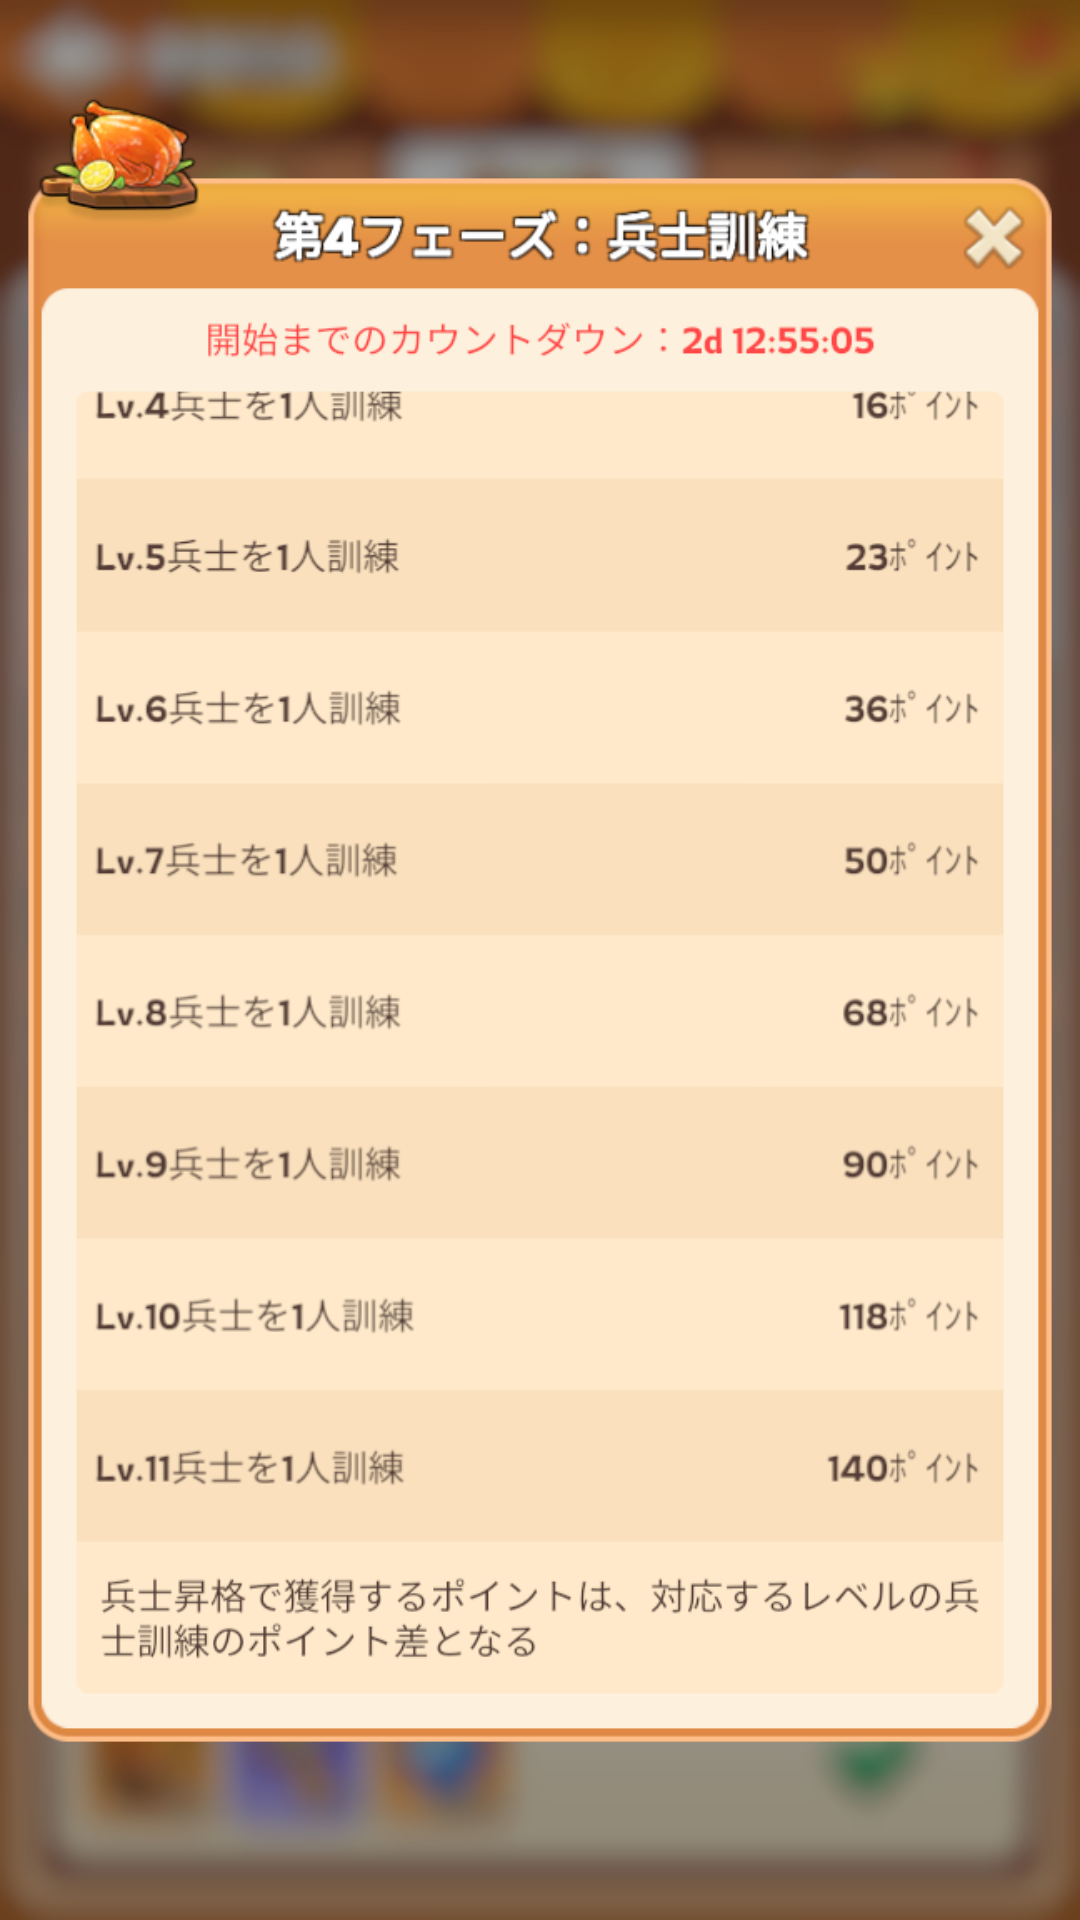 第4フェーズ：兵士訓練
開始までのカウントダウン：2d 12:55:05
Lv.4兵士を1人訓練 16ﾎﾟｲﾝﾄ
Lv.5兵士を1人訓練 23ﾎﾟｲﾝﾄ
Lv.6兵士を1人訓練 36ﾎﾟｲﾝﾄ
Lv.7兵士を1人訓練 50ﾎﾟｲﾝﾄ
Lv.8兵士を1人訓練 68ﾎﾟｲﾝﾄ
Lv.9兵士を1人訓練 90ﾎﾟｲﾝﾄ
Lv.10兵士を1人訓練 118ﾎﾟｲﾝﾄ
Lv.11兵士を1人訓練 140ﾎﾟｲﾝﾄ
兵士昇格で獲得するポイントは、対応するレベルの兵
士訓練のポイント差となる